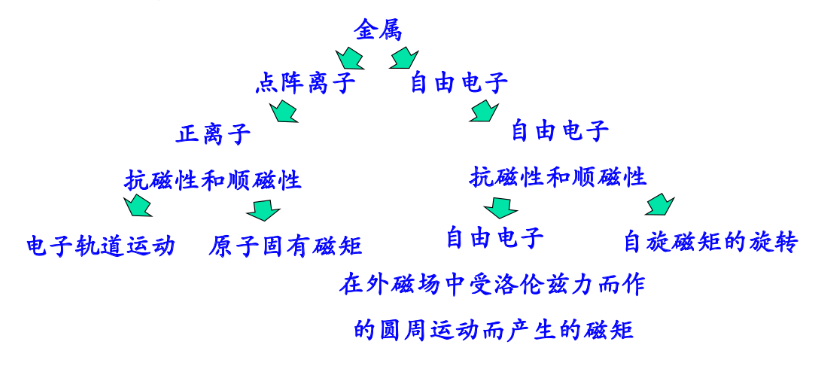 金属
点阵离子 自由电子
正离子 自由电子
抗磁性和顺磁性 抗磁性和顺磁性
电子轨道运动 原子固有磁矩 自由电子 自旋磁矩的旋转
在外磁场中受洛伦兹力而作
的圆周运动而产生的磁矩